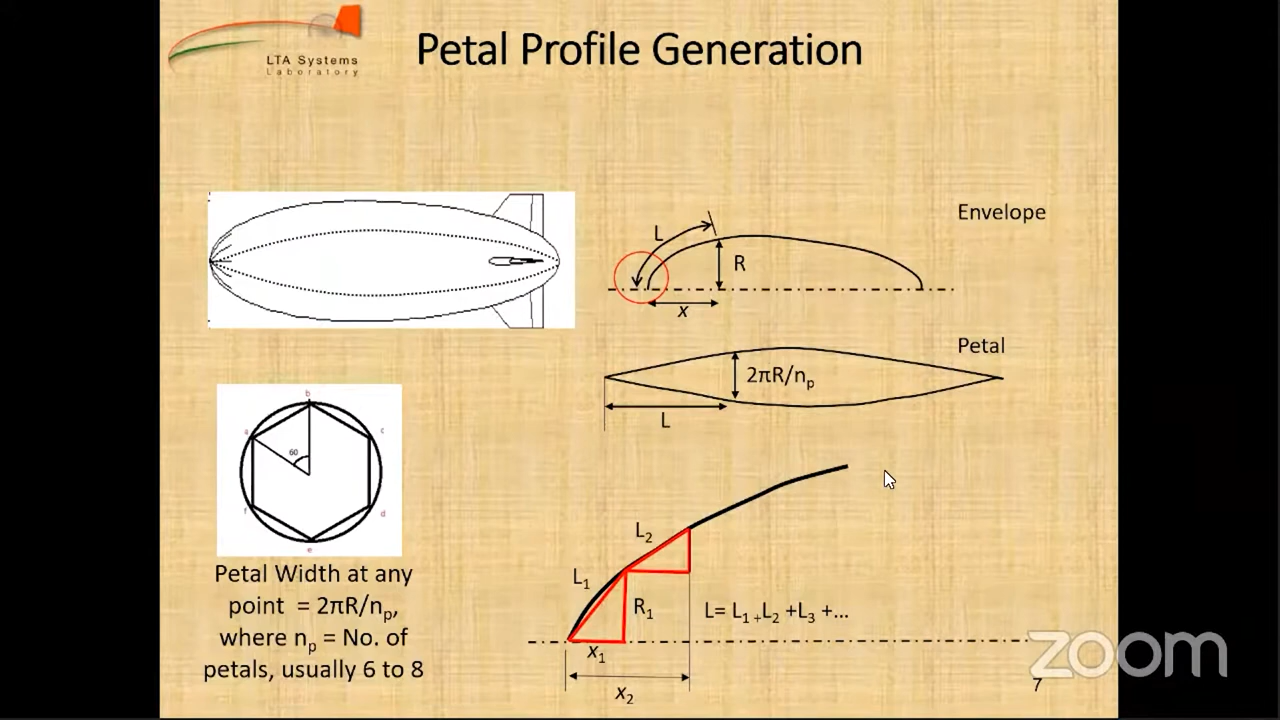 LTA Systems
Laboratory
Petal Profile Generation
Envelope
L
R
x
Petal
2πR/nₚ
L
b
a
c
60
f
d
e
Petal Width at any
point = 2πR/nₚ,
where nₚ = No. of
petals, usually 6 to 8
L₂
L₁
R₁
L= L₁ ₊L₂ +L₃ +...
x₁
x₂
zoom
7